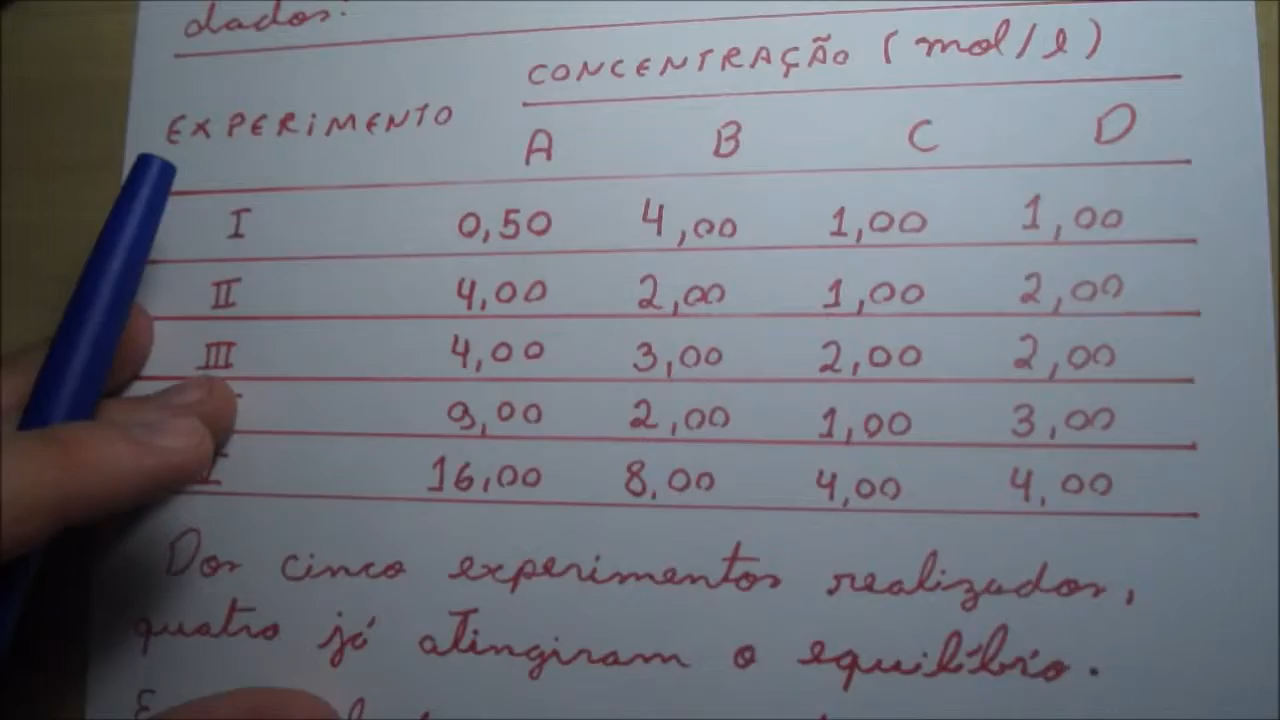 dados:
CONCENTRAÇÃO (mol/l)
EXPERIMENTO A B C D
I 0,50 4,00 1,00 1,00
II 4,00 2,00 1,00 2,00
III 4,00 3,00 2,00 2,00
9,00 2,00 1,00 3,00
16,00 8,00 4,00 4,00
Dos cinco experimentos realizados,
quatro já atingiram o equilíbrio.